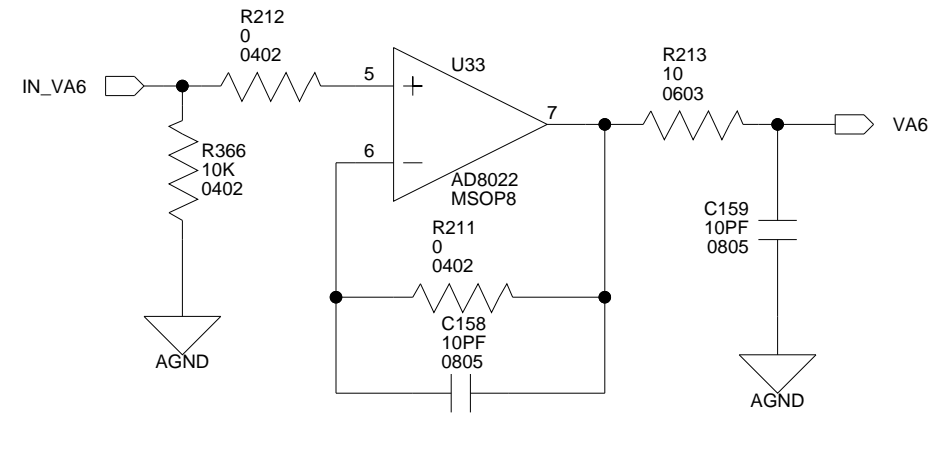 R212
0
0402
IN_VA6
5
+
U33
6
−
7
AD8022
MSOP8
R213
10
0603
VA6
R366
10K
0402
AGND
R211
0
0402
C158
10PF
0805
C159
10PF
0805
AGND